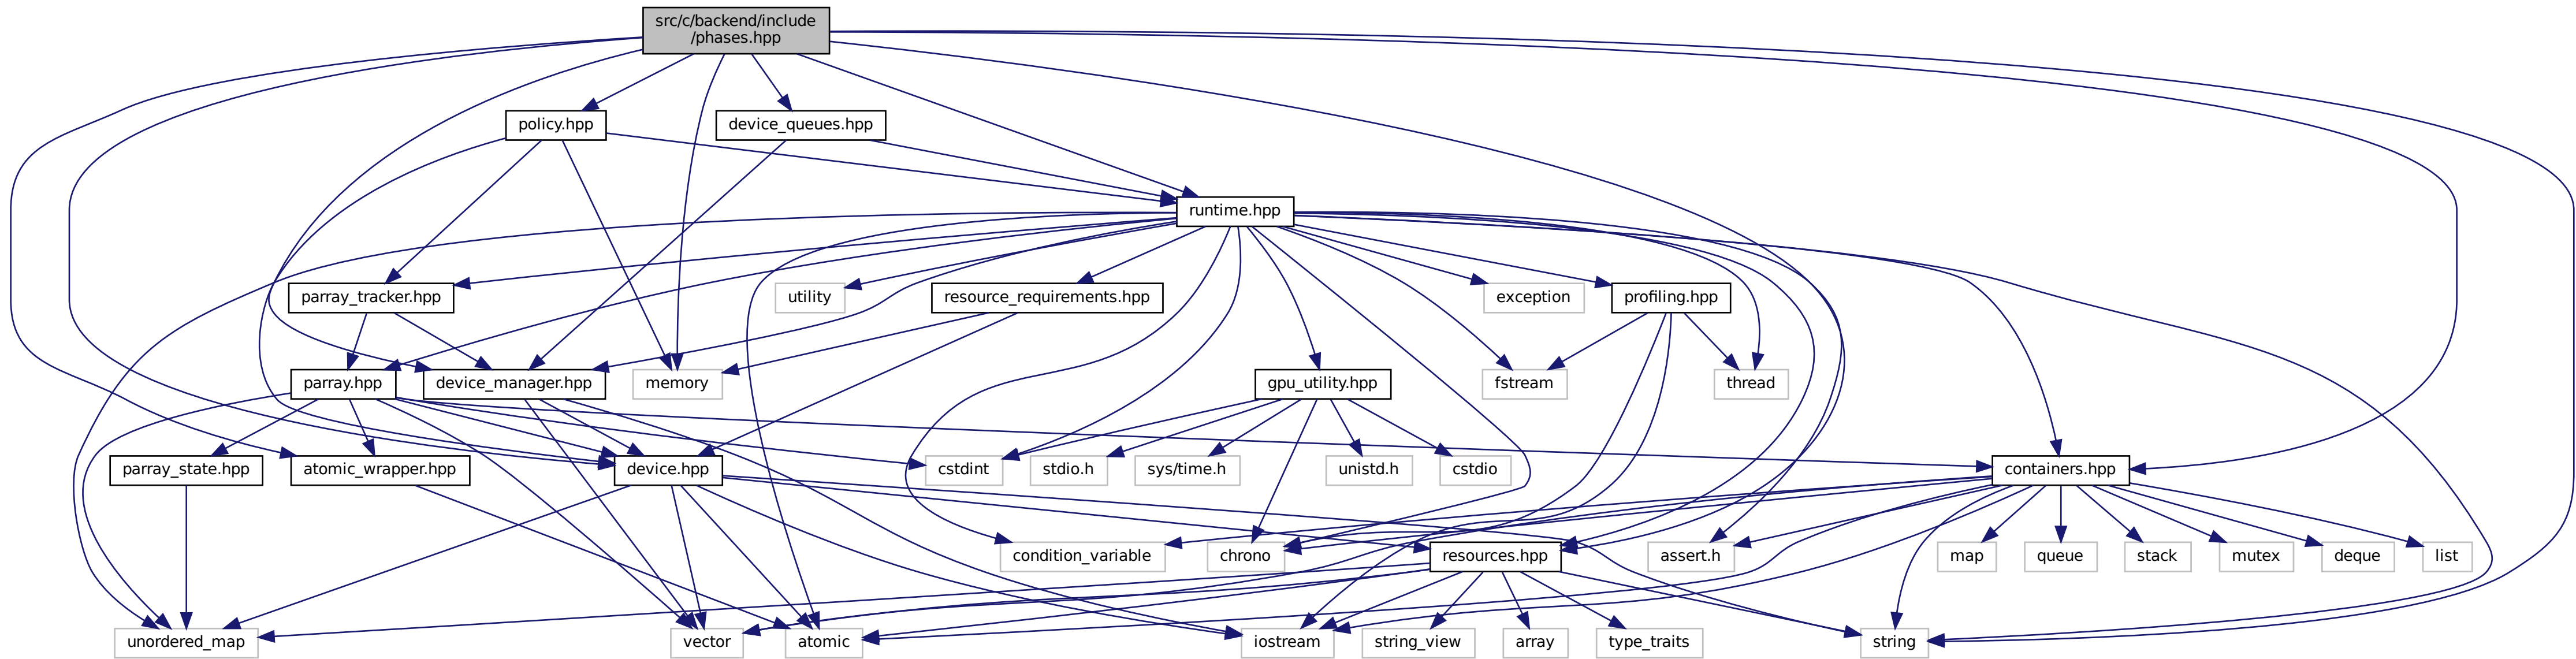 src/c/backend/include
/phases.hpp
policy.hpp
device_queues.hpp
runtime.hpp
parray_tracker.hpp
utility
resource_requirements.hpp
exception
profiling.hpp
parray.hpp
device_manager.hpp
memory
gpu_utility.hpp
fstream
thread
parray_state.hpp
atomic_wrapper.hpp
device.hpp
cstdint
stdio.h
sys/time.h
unistd.h
cstdio
containers.hpp
condition_variable
chrono
resources.hpp
assert.h
map
queue
stack
mutex
deque
list
unordered_map
vector
atomic
iostream
string_view
array
type_traits
string